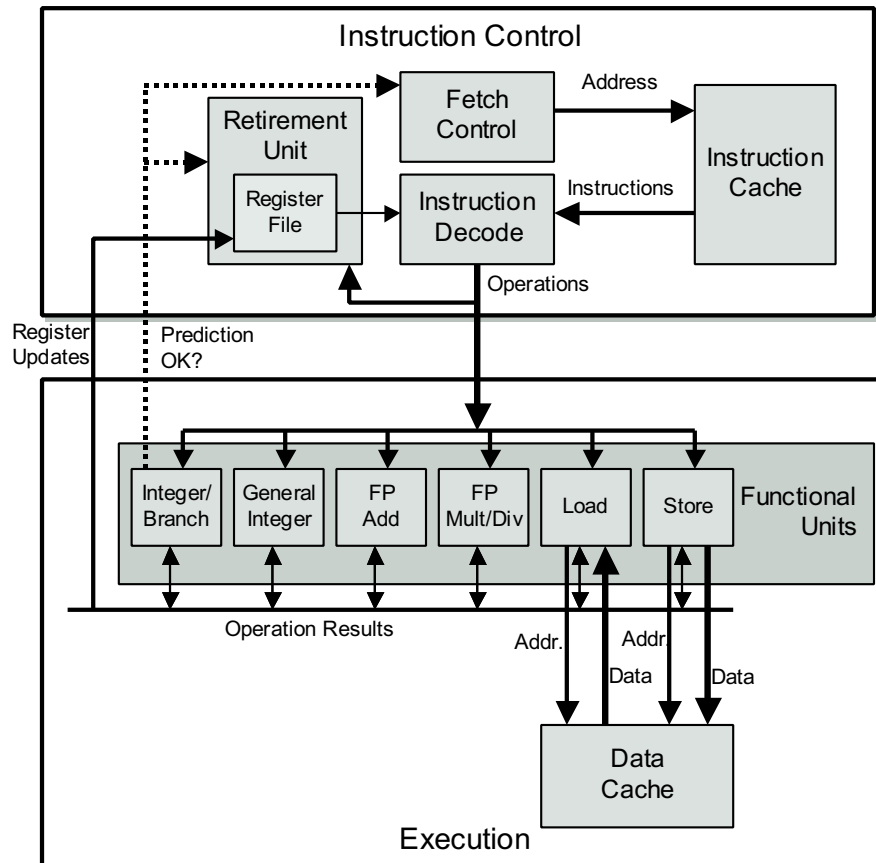 Instruction Control
Fetch
Control
Address
Retirement
Unit
Instruction
Cache
Register
File
Instruction
Decode
Instructions
Operations
Register
Updates
Prediction
OK?
Integer/
Branch
General
Integer
FP
Add
FP
Mult/Div
Load
Store
Functional
Units
Operation Results
Addr.
Data
Addr.
Data
Data
Cache
Execution